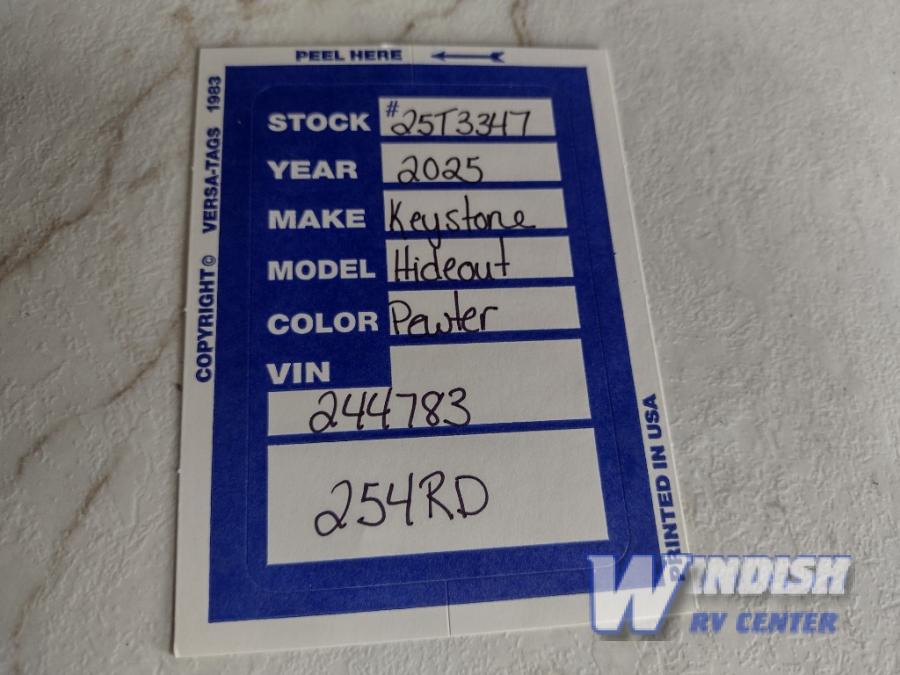 PEEL HERE
COPYRIGHT © VERSA-TAGS 1983
STOCK #25T3347
YEAR 2025
MAKE Keystone
MODEL Hideout
COLOR Pewter
VIN
244783
254RD
PRINTED IN USA
WINDISH
RV CENTER